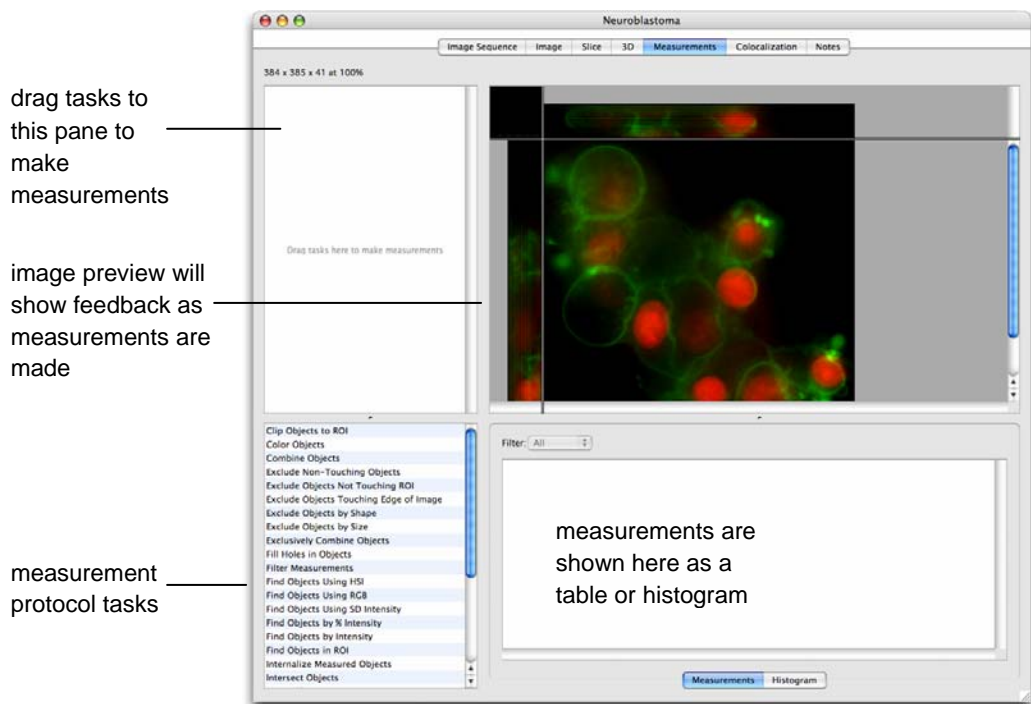 Neuroblastoma
Image Sequence Image Slice 3D Measurements Colocalization Notes
384 x 385 x 41 at 100%
drag tasks to
this pane to
make
measurements
Drag tasks here to make measurements
image preview will
show feedback as
measurements are
made
Clip Objects to ROI
Color Objects
Combine Objects
Exclude Non-Touching Objects
Exclude Objects Not Touching ROI
Exclude Objects Touching Edge of Image
Exclude Objects by Shape
Exclude Objects by Size
Exclusively Combine Objects
Fill Holes in Objects
Filter Measurements
Find Objects Using HSI
Find Objects Using RGB
Find Objects Using SD Intensity
Find Objects by % Intensity
Find Objects by Intensity
Find Objects in ROI
Internalize Measured Objects
Intersect Objects
measurement
protocol tasks
Filter: All
measurements are
shown here as a
table or histogram
Measurements Histogram